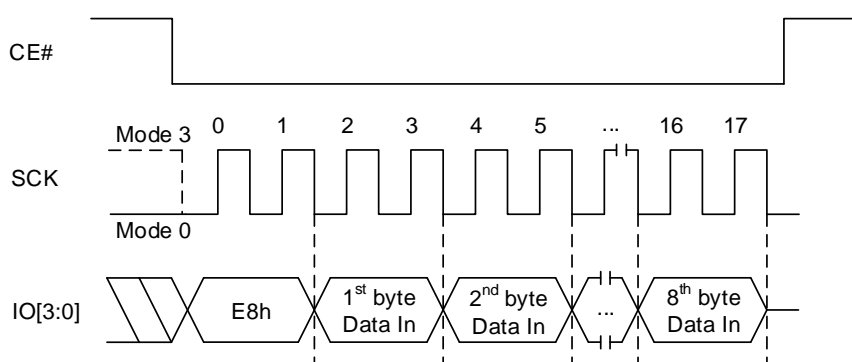 CE#
0 1 2 3 4 5 ... 16 17
Mode 3
SCK
Mode 0
IO[3:0]
E8h
1st byte
Data In
2nd byte
Data In
...
8th byte
Data In